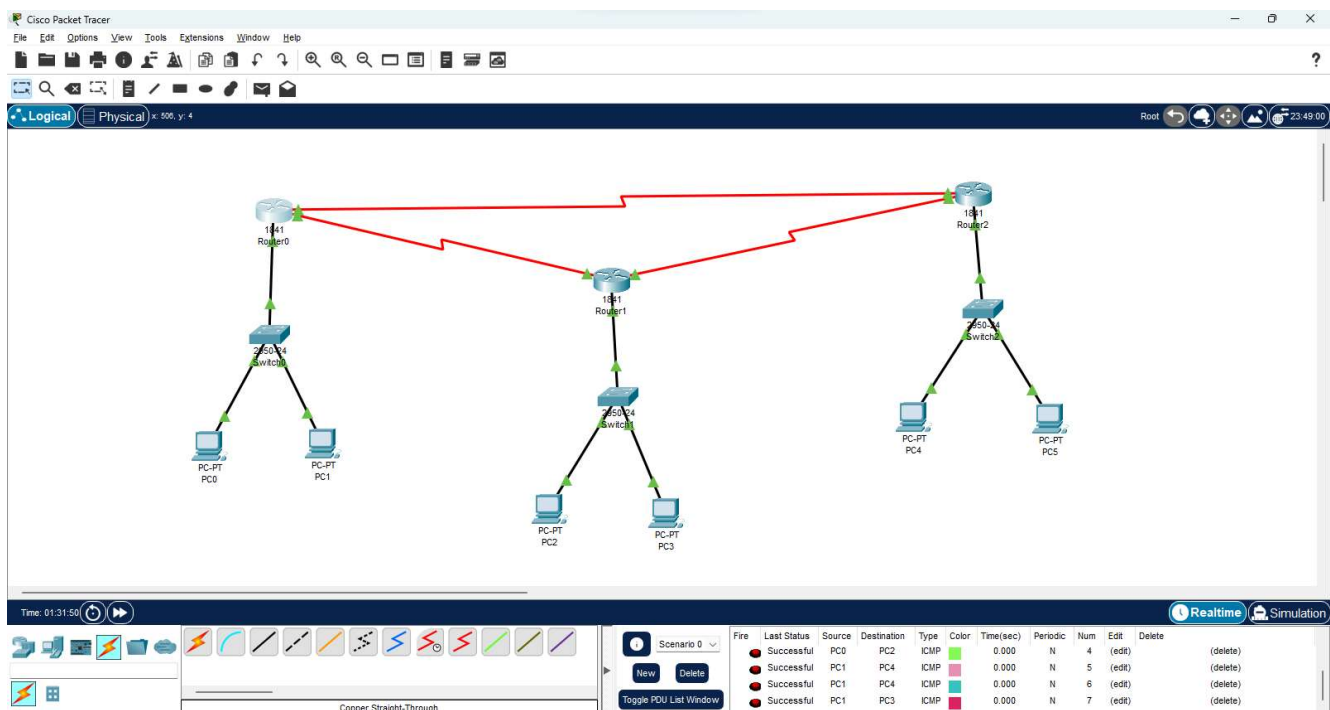 Cisco Packet Tracer
File Edit Options View Tools Extensions Window Help
?
Logical Physical x: 506, y: 4 Root 23:49:00
1841
Router0
1841
Router2
1841
Router1
2950-24
Switch0
2950-24
Switch2
2950-24
Switch1
PC-PT
PC0
PC-PT
PC1
PC-PT
PC4
PC-PT
PC5
PC-PT
PC2
PC-PT
PC3
Time: 01:31:50 Realtime Simulation
Scenario 0
New Delete
Toggle PDU List Window
Fire Last Status Source Destination Type Color Time(sec) Periodic Num Edit Delete
Successful PC0 PC2 ICMP 0.000 N 4 (edit) (delete)
Successful PC1 PC4 ICMP 0.000 N 5 (edit) (delete)
Successful PC1 PC4 ICMP 0.000 N 6 (edit) (delete)
Successful PC1 PC3 ICMP 0.000 N 7 (edit) (delete)
Copper Straight-Through